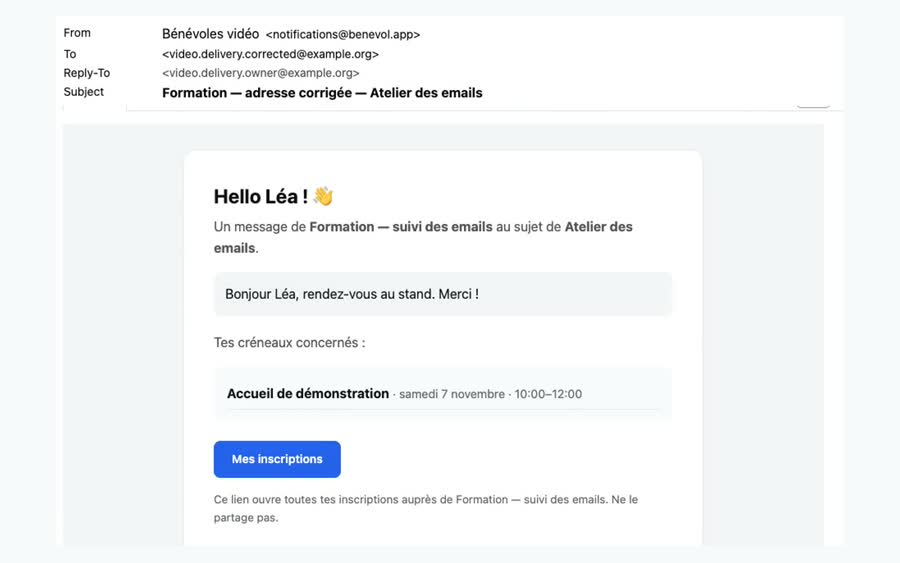 From Bénévoles vidéo <notifications@benevol.app>
To <video.delivery.corrected@example.org>
Reply-To <video.delivery.owner@example.org>
Subject Formation — adresse corrigée — Atelier des emails
Hello Léa ! 👋
Un message de Formation — suivi des emails au sujet de Atelier des
emails.
Bonjour Léa, rendez-vous au stand. Merci !
Tes créneaux concernés :
Accueil de démonstration · samedi 7 novembre · 10:00–12:00
Mes inscriptions
Ce lien ouvre toutes tes inscriptions auprès de Formation — suivi des emails. Ne le
partage pas.